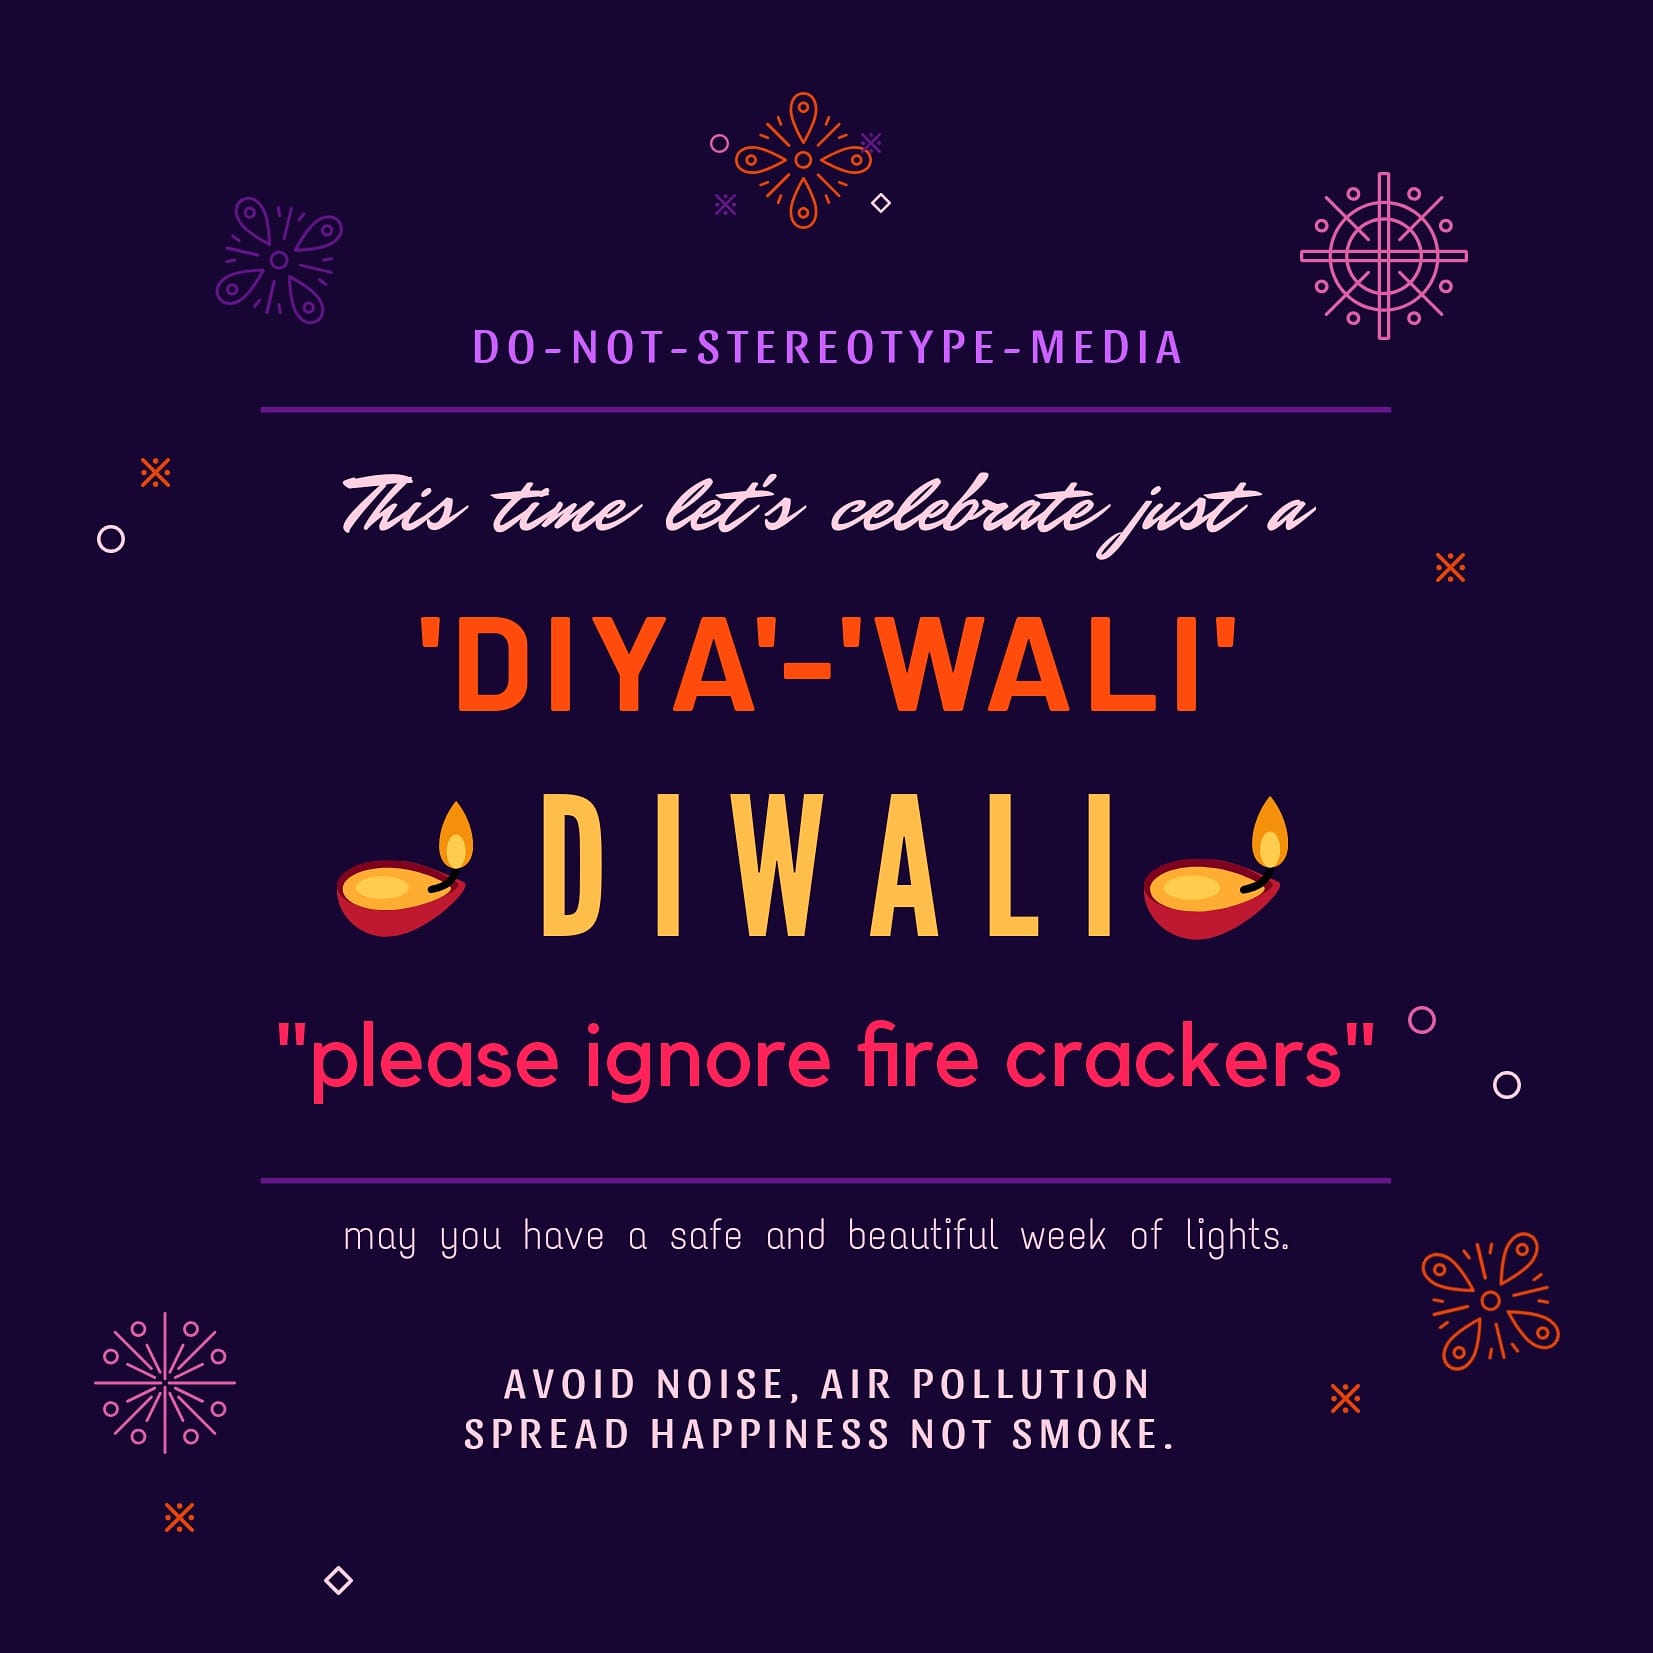 DO-NOT-STEREOTYPE-MEDIA
This time let's celebrate just a
'DIYA'-'WALI'
DIWALI
"please ignore fire crackers"
may you have a safe and beautiful week of lights.
AVOID NOISE, AIR POLLUTION
SPREAD HAPPINESS NOT SMOKE.